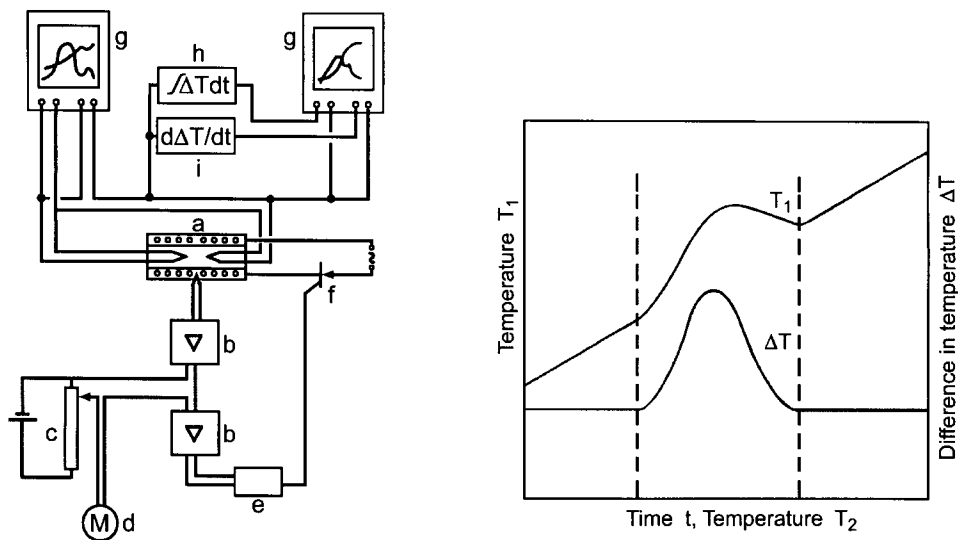 g
g
h
∫ΔTdt
dΔT/dt
i
a
f
b
c
b
e
M d
Temperature T₁
T₁
ΔT
Difference in temperature ΔT
Time t, Temperature T₂